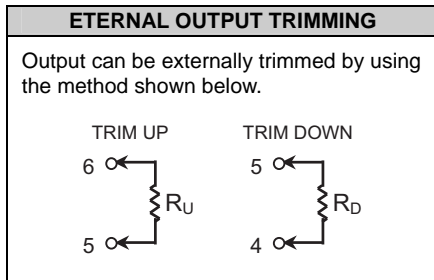 ETERNAL OUTPUT TRIMMING
Output can be externally trimmed by using
the method shown below.
TRIM UP TRIM DOWN
6 5
RU RD
5 4